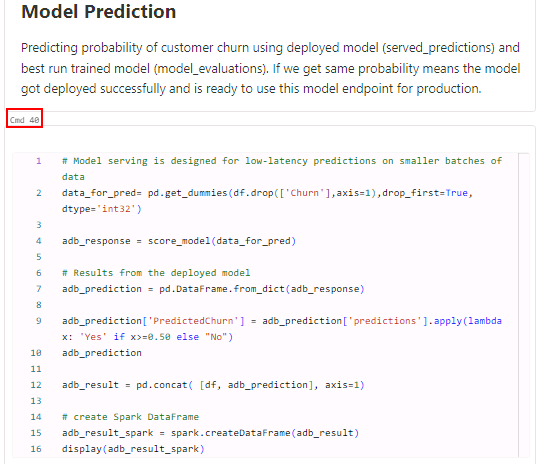 Model Prediction
Predicting probability of customer churn using deployed model (served_predictions) and
best run trained model (model_evaluations). If we get same probability means the model
got deployed successfully and is ready to use this model endpoint for production.
Cmd 40
1 # Model serving is designed for low-latency predictions on smaller batches of
data
2 data_for_pred= pd.get_dummies(df.drop(['Churn'],axis=1),drop_first=True,
dtype='int32')
3
4 adb_response = score_model(data_for_pred)
5
6 # Results from the deployed model
7 adb_prediction = pd.DataFrame.from_dict(adb_response)
8
9 adb_prediction['PredictedChurn'] = adb_prediction['predictions'].apply(lambda
x: 'Yes' if x>=0.50 else "No")
10 adb_prediction
11
12 adb_result = pd.concat( [df, adb_prediction], axis=1)
13
14 # create Spark DataFrame
15 adb_result_spark = spark.createDataFrame(adb_result)
16 display(adb_result_spark)